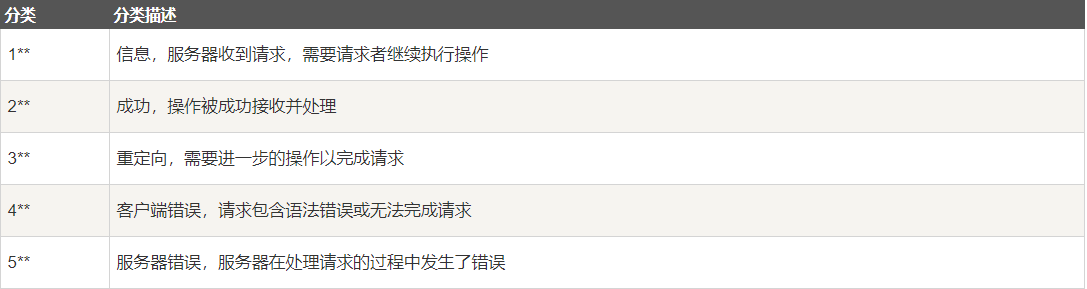 分类 分类描述
1** 信息，服务器收到请求，需要请求者继续执行操作
2** 成功，操作被成功接收并处理
3** 重定向，需要进一步的操作以完成请求
4** 客户端错误，请求包含语法错误或无法完成请求
5** 服务器错误，服务器在处理请求的过程中发生了错误